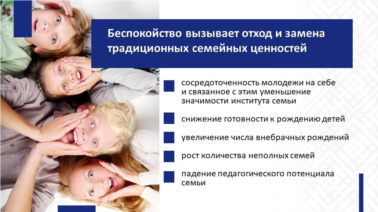 Беспокойство вызывает отход и замена
традиционных семейных ценностей
сосредоточенность молодежи на себе
и связанное с этим уменьшение
значимости института семьи
снижение готовности к рождению детей
увеличение числа внебрачных рождений
рост количества неполных семей
падение педагогического потенциала
семьи